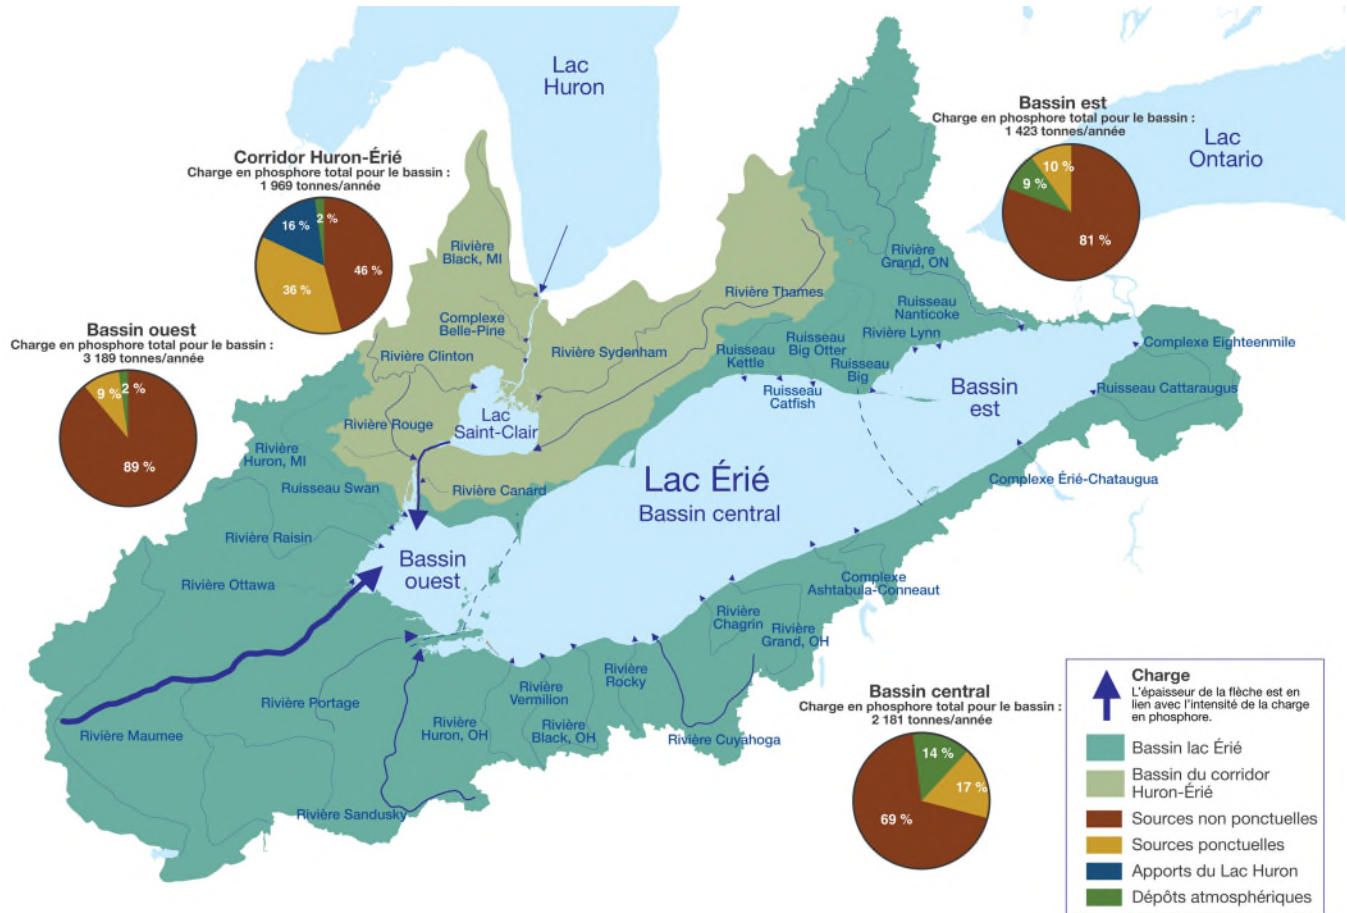 Lac
Huron
Bassin est
Charge en phosphore total pour le bassin :
1 423 tonnes/année
10 %
9 %
81 %
Lac
Ontario
Corridor Huron-Érié
Charge en phosphore total pour le bassin :
1 969 tonnes/année
16 %
2 %
46 %
36 %
Bassin ouest
Charge en phosphore total pour le bassin :
3 189 tonnes/année
9 %
2 %
89 %
Rivière
Black, MI
Complexe
Belle-Pine
Rivière Clinton
Rivière Sydenham
Rivière Thames
Rivière
Grand, ON
Ruisseau
Nanticoke
Rivière Lynn
Ruisseau
Big Otter
Ruisseau
Kettle
Ruisseau
Big
Ruisseau
Catfish
Complexe Eighteenmile
Ruisseau Cattaraugus
Bassin
est
Lac
Saint-Clair
Rivière Rouge
Rivière
Huron, MI
Ruisseau Swan
Rivière Canard
Lac Érié
Bassin central
Complexe Érié-Chataugua
Rivière Raisin
Bassin
ouest
Rivière Ottawa
Complexe
Ashtabula-Conneaut
Rivière
Chagrin
Rivière
Grand, OH
Rivière
Rocky
Rivière
Vermilion
Rivière Portage
Rivière
Huron, OH
Rivière
Black, OH
Rivière Cuyahoga
Rivière Maumee
Rivière Sandusky
Bassin central
Charge en phosphore total pour le bassin :
2 181 tonnes/année
14 %
17 %
69 %
Charge
L'épaisseur de la flèche est en
lien avec l'intensité de la charge
en phosphore.
Bassin lac Érié
Bassin du corridor
Huron-Érié
Sources non ponctuelles
Sources ponctuelles
Apports du Lac Huron
Dépôts atmosphériques